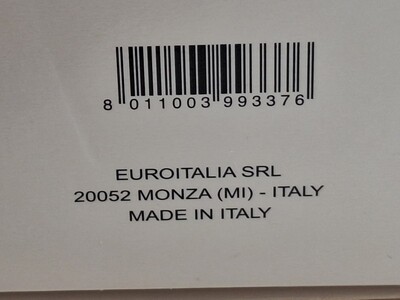 8 011003 993376
EUROITALIA SRL
20052 MONZA (MI) - ITALY
MADE IN ITALY